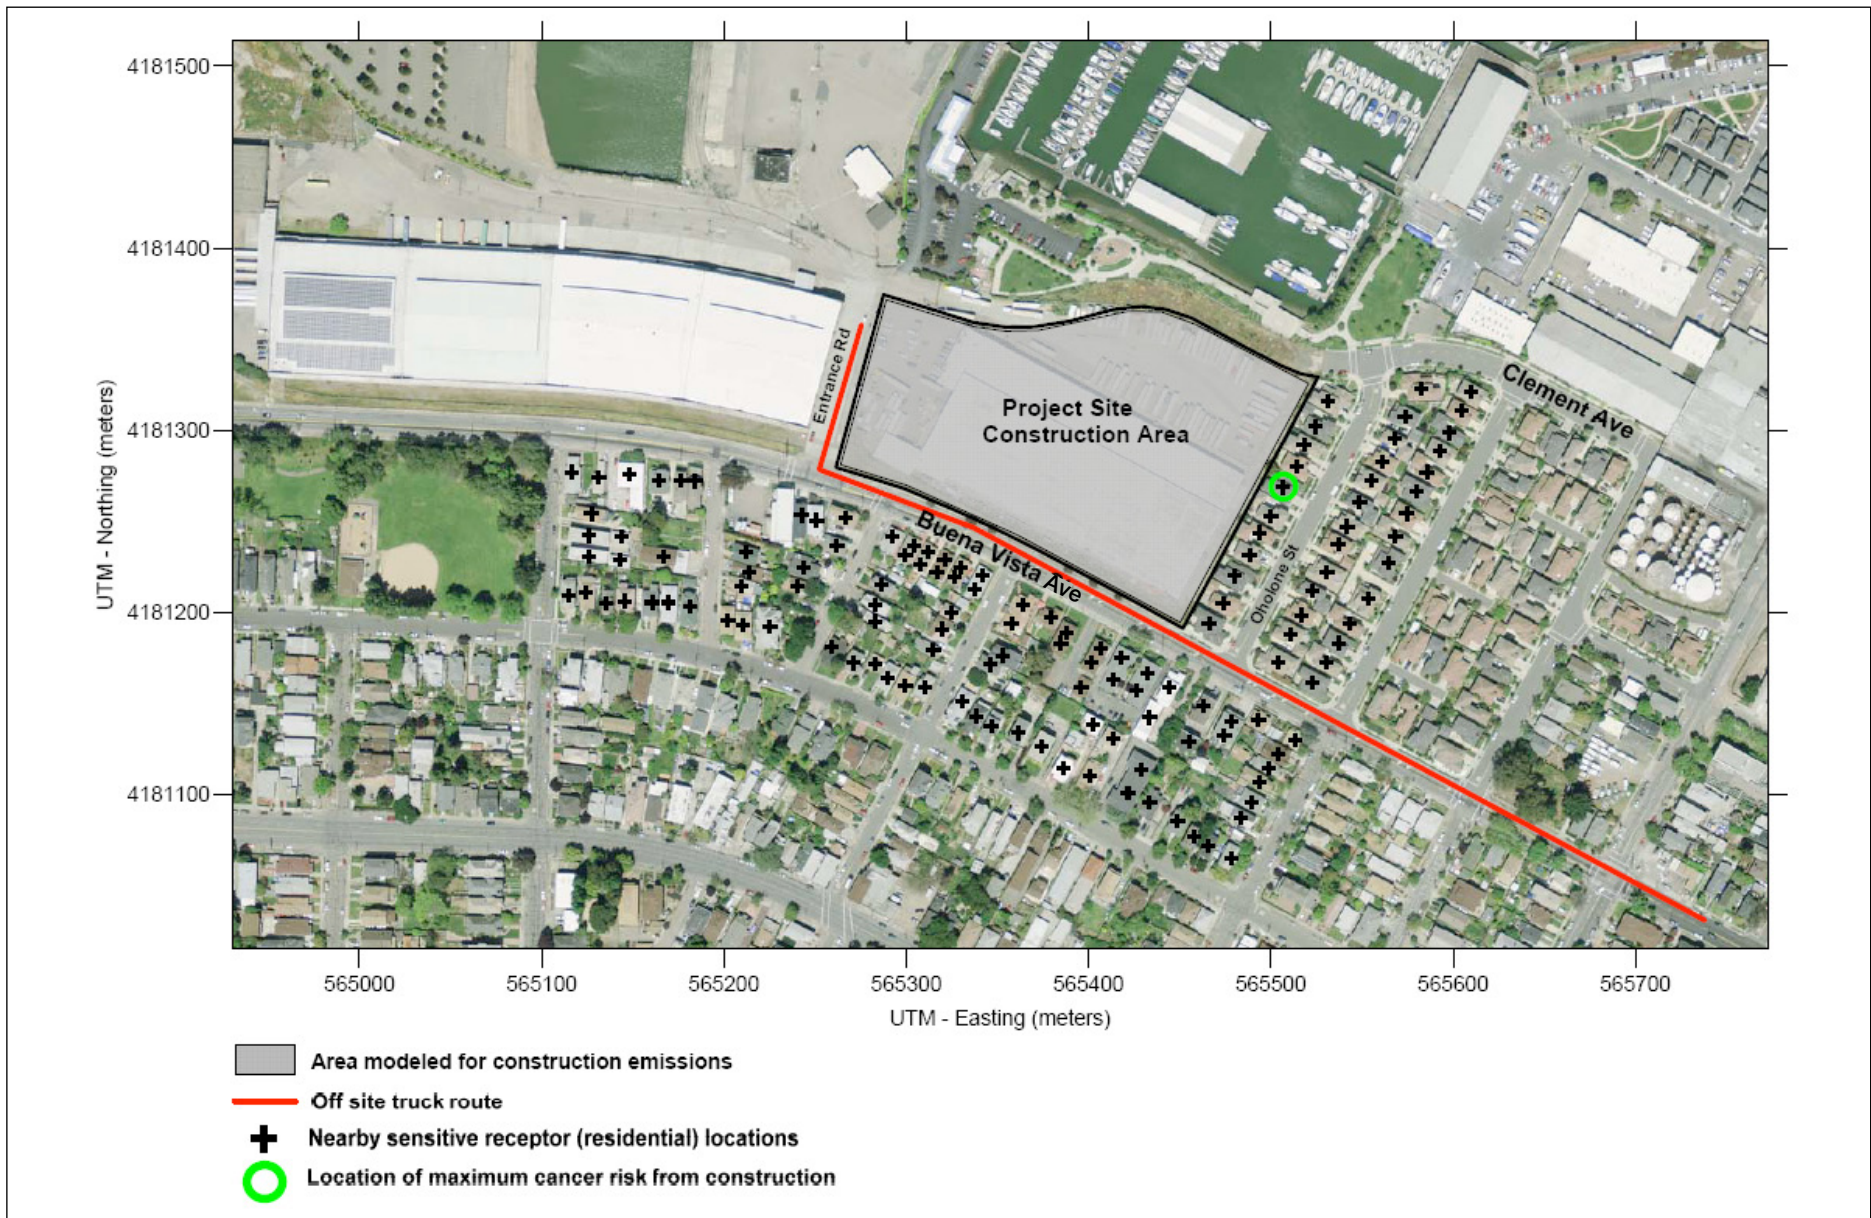 4181500
4181400
4181300
4181200
4181100
UTM - Northing (meters)
Entrance Rd
Project Site
Construction Area
Clement Ave
Buena Vista Ave
Oholone St
565000
565100
565200
565300
565400
565500
565600
565700
UTM - Easting (meters)
Area modeled for construction emissions
Off site truck route
Nearby sensitive receptor (residential) locations
Location of maximum cancer risk from construction